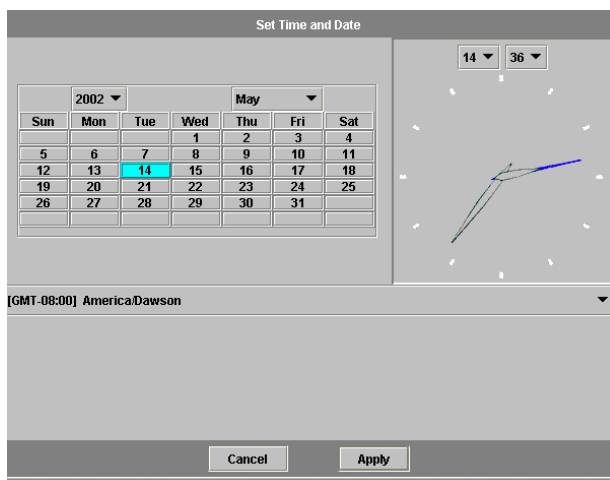 Set Time and Date
14 36
2002 May
Sun Mon Tue Wed Thu Fri Sat
1 2 3 4
5 6 7 8 9 10 11
12 13 14 15 16 17 18
19 20 21 22 23 24 25
26 27 28 29 30 31
[GMT-08:00] America/Dawson
Cancel Apply